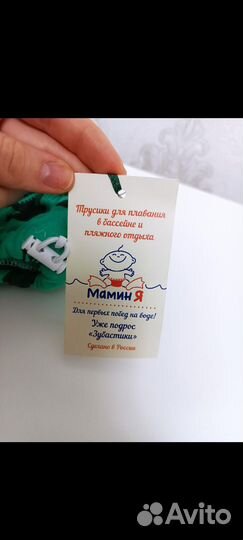 Трусики для плавания
в бассейне и
пляжного отдыха
Мамин Я
Для первых побед на воде!
Уже подрос
«Зубастики»
Сделано в России
Avito